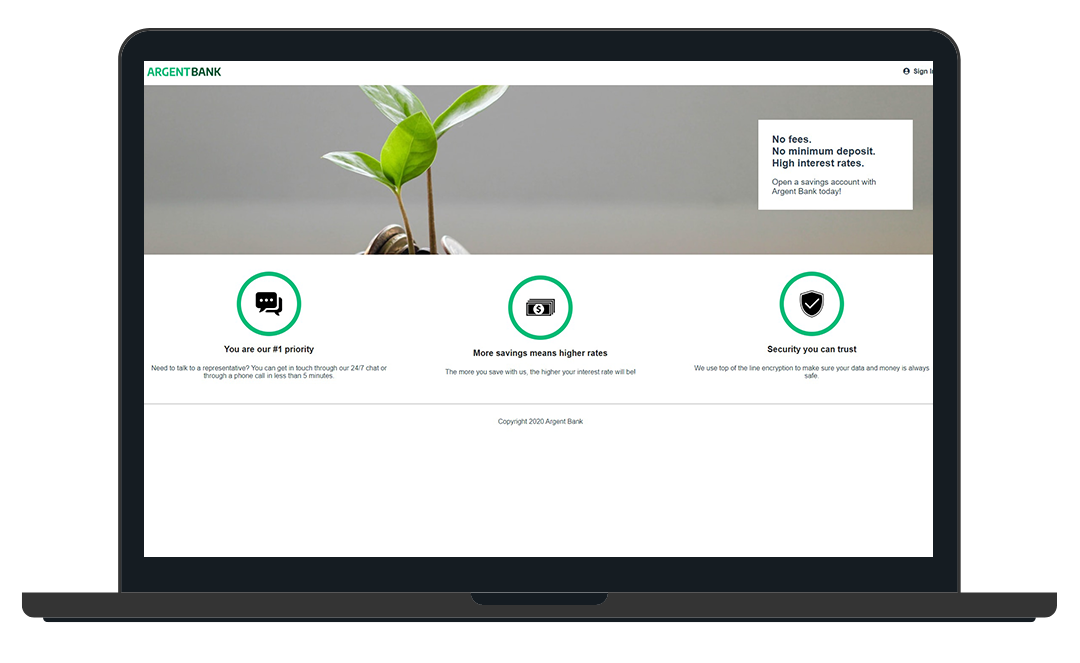 ARGENTBANK
Sign I
No fees.
No minimum deposit.
High interest rates.
Open a savings account with
Argent Bank today!
$
You are our #1 priority
Need to talk to a representative? You can get in touch through our 24/7 chat or
through a phone call in less than 5 minutes.
More savings means higher rates
The more you save with us, the higher your interest rate will be!
Security you can trust
We use top of the line encryption to make sure your data and money is always
safe.
Copyright 2020 Argent Bank